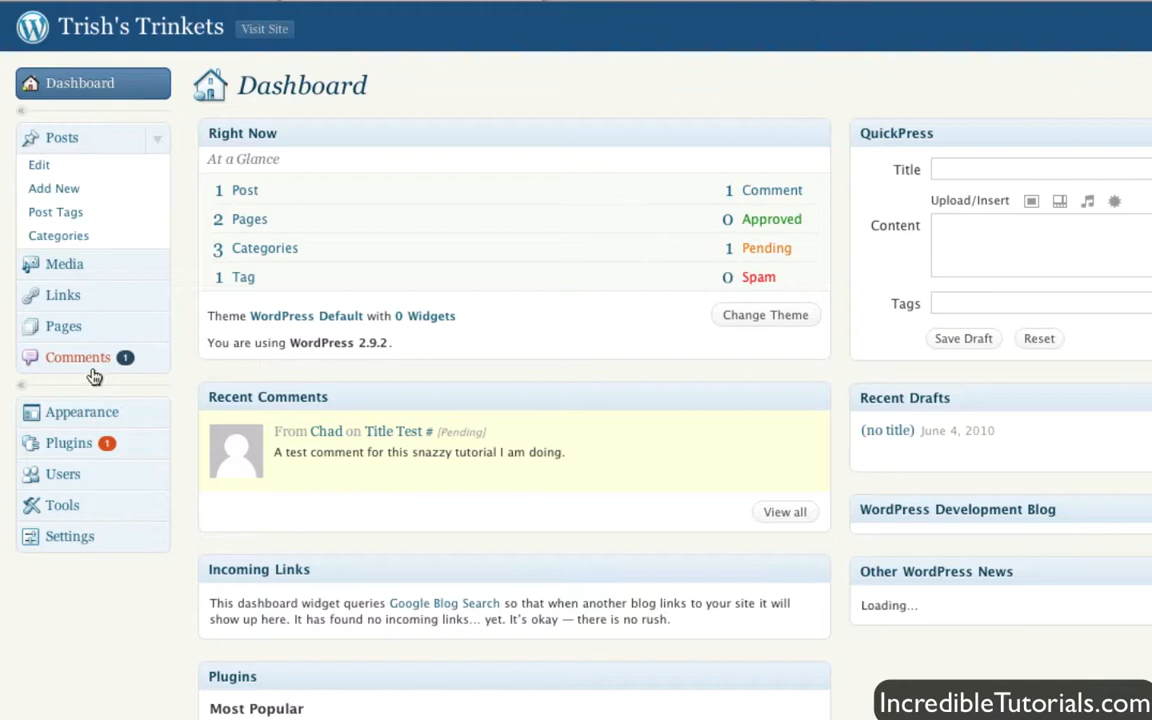 Trish's Trinkets
Visit Site
Dashboard
Posts
Edit
Add New
Post Tags
Categories
Media
Links
Pages
Comments 1
Appearance
Plugins 1
Users
Tools
Settings
Dashboard
Right Now
At a Glance
1 Post 1 Comment
2 Pages 0 Approved
3 Categories 1 Pending
1 Tag 0 Spam
Theme WordPress Default with 0 Widgets
Change Theme
You are using WordPress 2.9.2.
Recent Comments
From Chad on Title Test # [Pending]
A test comment for this snazzy tutorial I am doing.
View all
Incoming Links
This dashboard widget queries Google Blog Search so that when another blog links to your site it will
show up here. It has found no incoming links… yet. It's okay — there is no rush.
Plugins
Most Popular
QuickPress
Title
Upload/Insert
Content
Tags
Save Draft Reset
Recent Drafts
(no title) June 4, 2010
WordPress Development Blog
Other WordPress News
Loading…
IncredibleTutorials.com